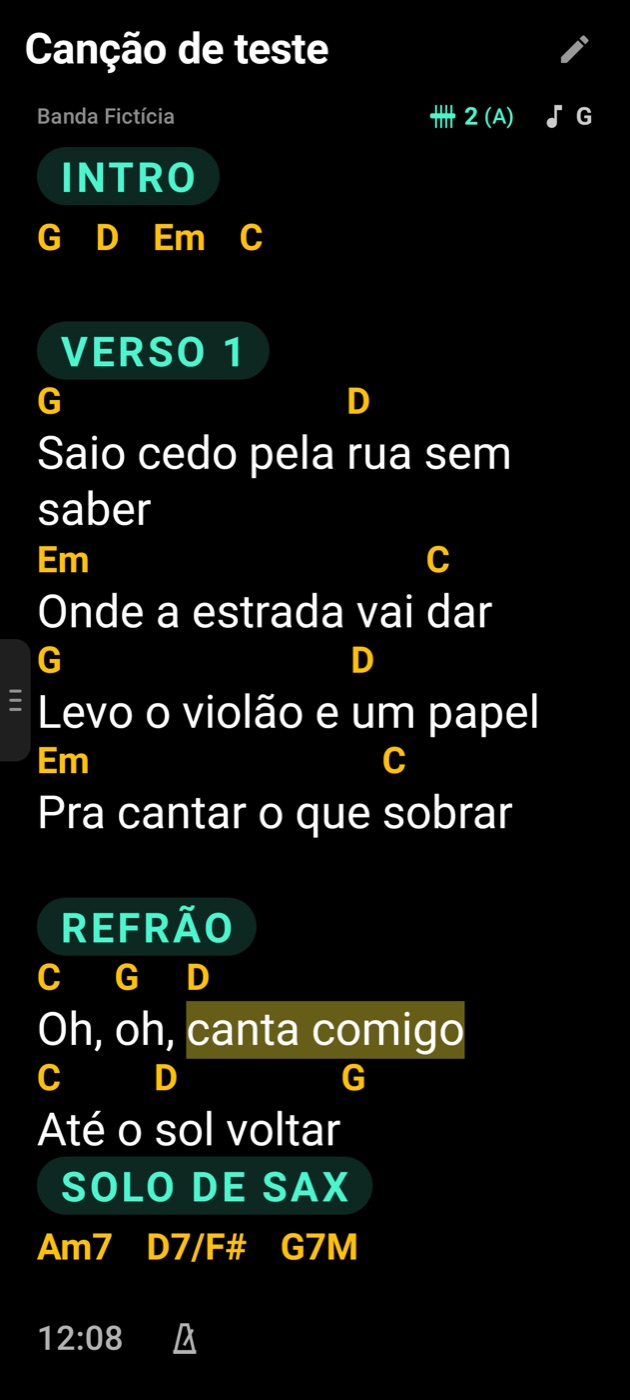 Canção de teste
Banda Fictícia 2 (A) G
INTRO
G D Em C
VERSO 1
G D
Saio cedo pela rua sem
saber
Em C
Onde a estrada vai dar
G D
Levo o violão e um papel
Em C
Pra cantar o que sobrar
REFRÃO
C G D
Oh, oh, canta comigo
C D G
Até o sol voltar
SOLO DE SAX
Am7 D7/F# G7M
12:08